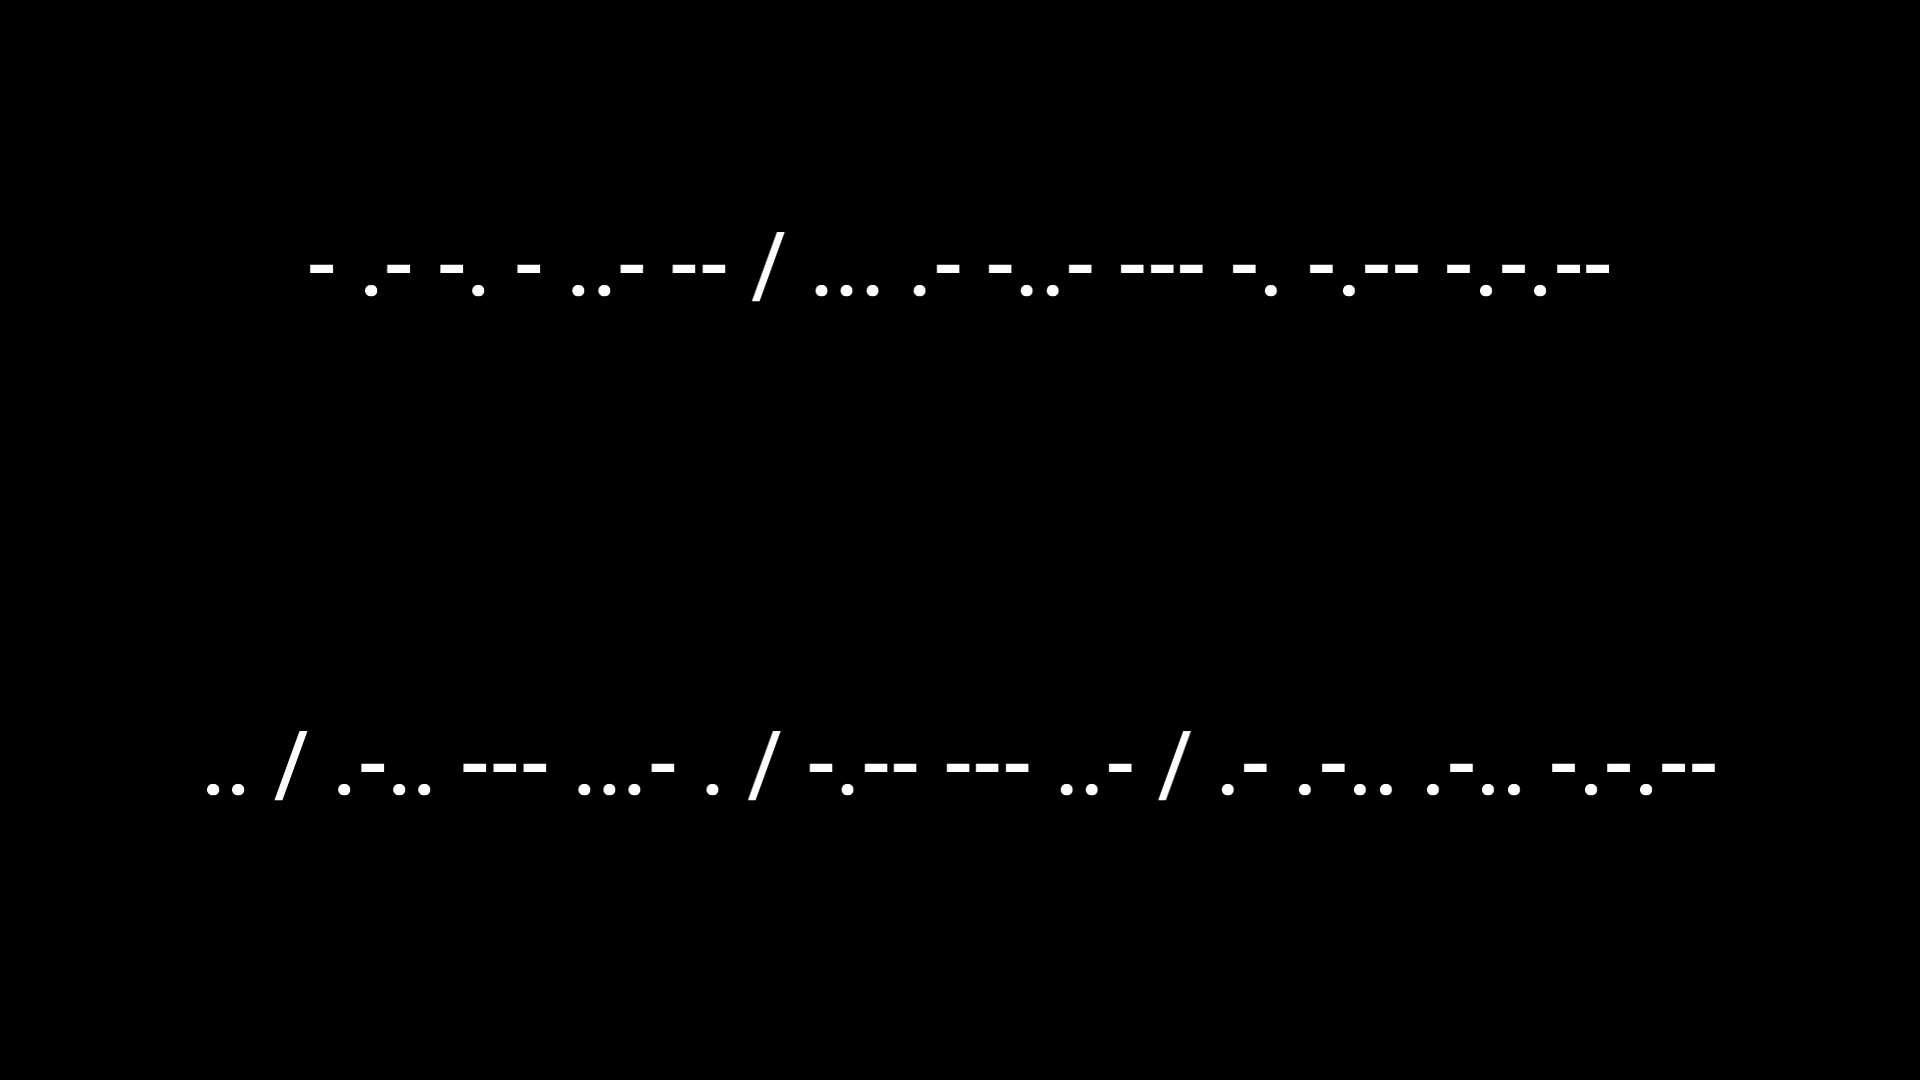 - .- -. - ..- -- / ... .- -..- --- -. -.-- -.-.--
.. / .-.. --- ...- . / -.-- --- ..- / .- .-.. .-.. -.-.--